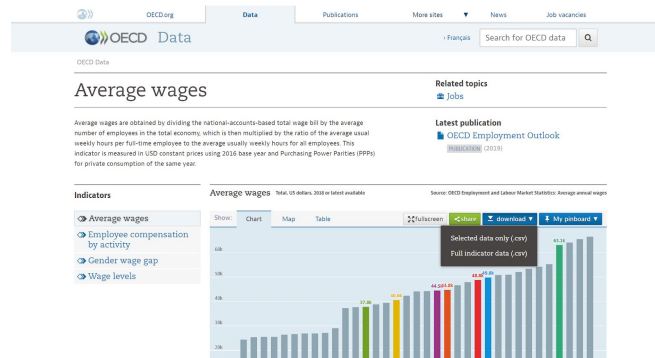 OECD.org
Data
Publications
More sites ▼
News
Job vacancies
OECD Data
› Français
Search for OECD data
OECD Data
Average wages
Related topics
Jobs
Average wages are obtained by dividing the national-accounts-based total wage bill by the average
number of employees in the total economy, which is then multiplied by the ratio of the average usual
weekly hours per full-time employee to the average usually weekly hours for all employees. This
indicator is measured in USD constant prices using 2016 base year and Purchasing Power Parities (PPPs)
for private consumption of the same year.
Latest publication
OECD Employment Outlook
PUBLICATION (2019)
Indicators
Average wages
Employee compensation
by activity
Gender wage gap
Wage levels
Average wages Total, US dollars, 2018 or latest available
Source: OECD Employment and Labour Market Statistics: Average annual wages
Show: Chart Map Table
fullscreen share download ▼ My pinboard ▼
Selected data only (.csv)
Full indicator data (.csv)
60k
50k
40k
30k
20k
37.8k
44.5k
48.8k
49.8k
63.1k